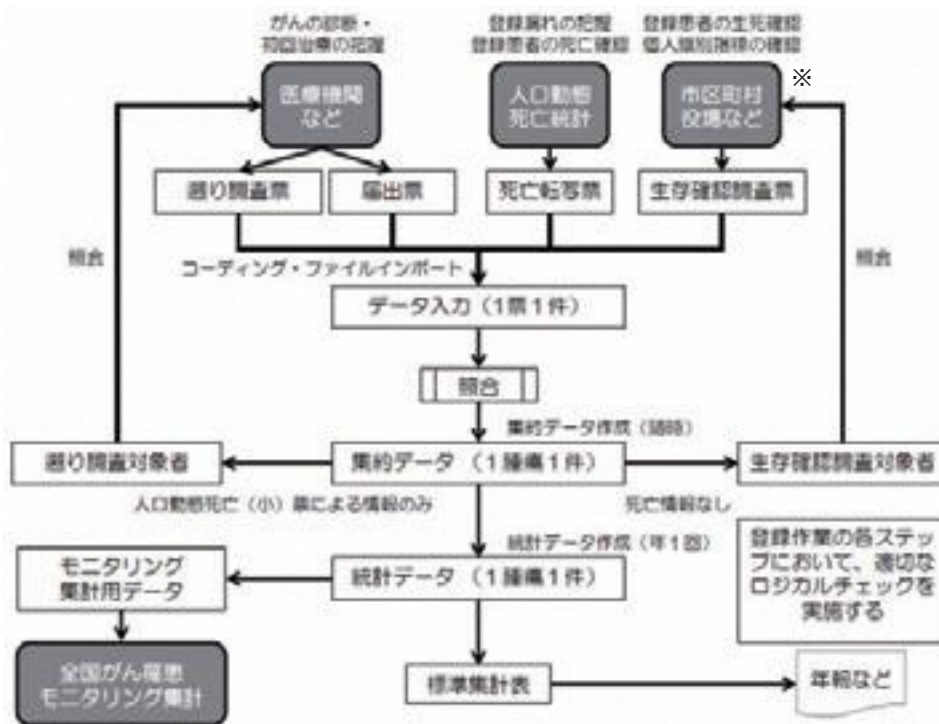 がんの診断・
初回治療の把握
登録漏れの把握
登録患者の死亡確認
登録患者の生死確認
個人識別指標の確認
医療機関
など
人口動態
死亡統計
市区町村
役場など
※
遡り調査票
届出票
死亡転写票
生存確認調査票
照合
照合
コーディング・ファイルインポート
データ入力（1票1件）
照合
集約データ作成（随時）
遡り調査対象者
集約データ（1腫瘍1件）
生存確認調査対象者
人口動態死亡（小）票による情報のみ
死亡情報なし
統計データ作成（年1回）
モニタリング
集計用データ
統計データ（1腫瘍1件）
登録作業の各ステッ
プにおいて、適切な
ロジカルチェックを
実施する
全国がん罹患
モニタリング集計
標準集計表
年報など